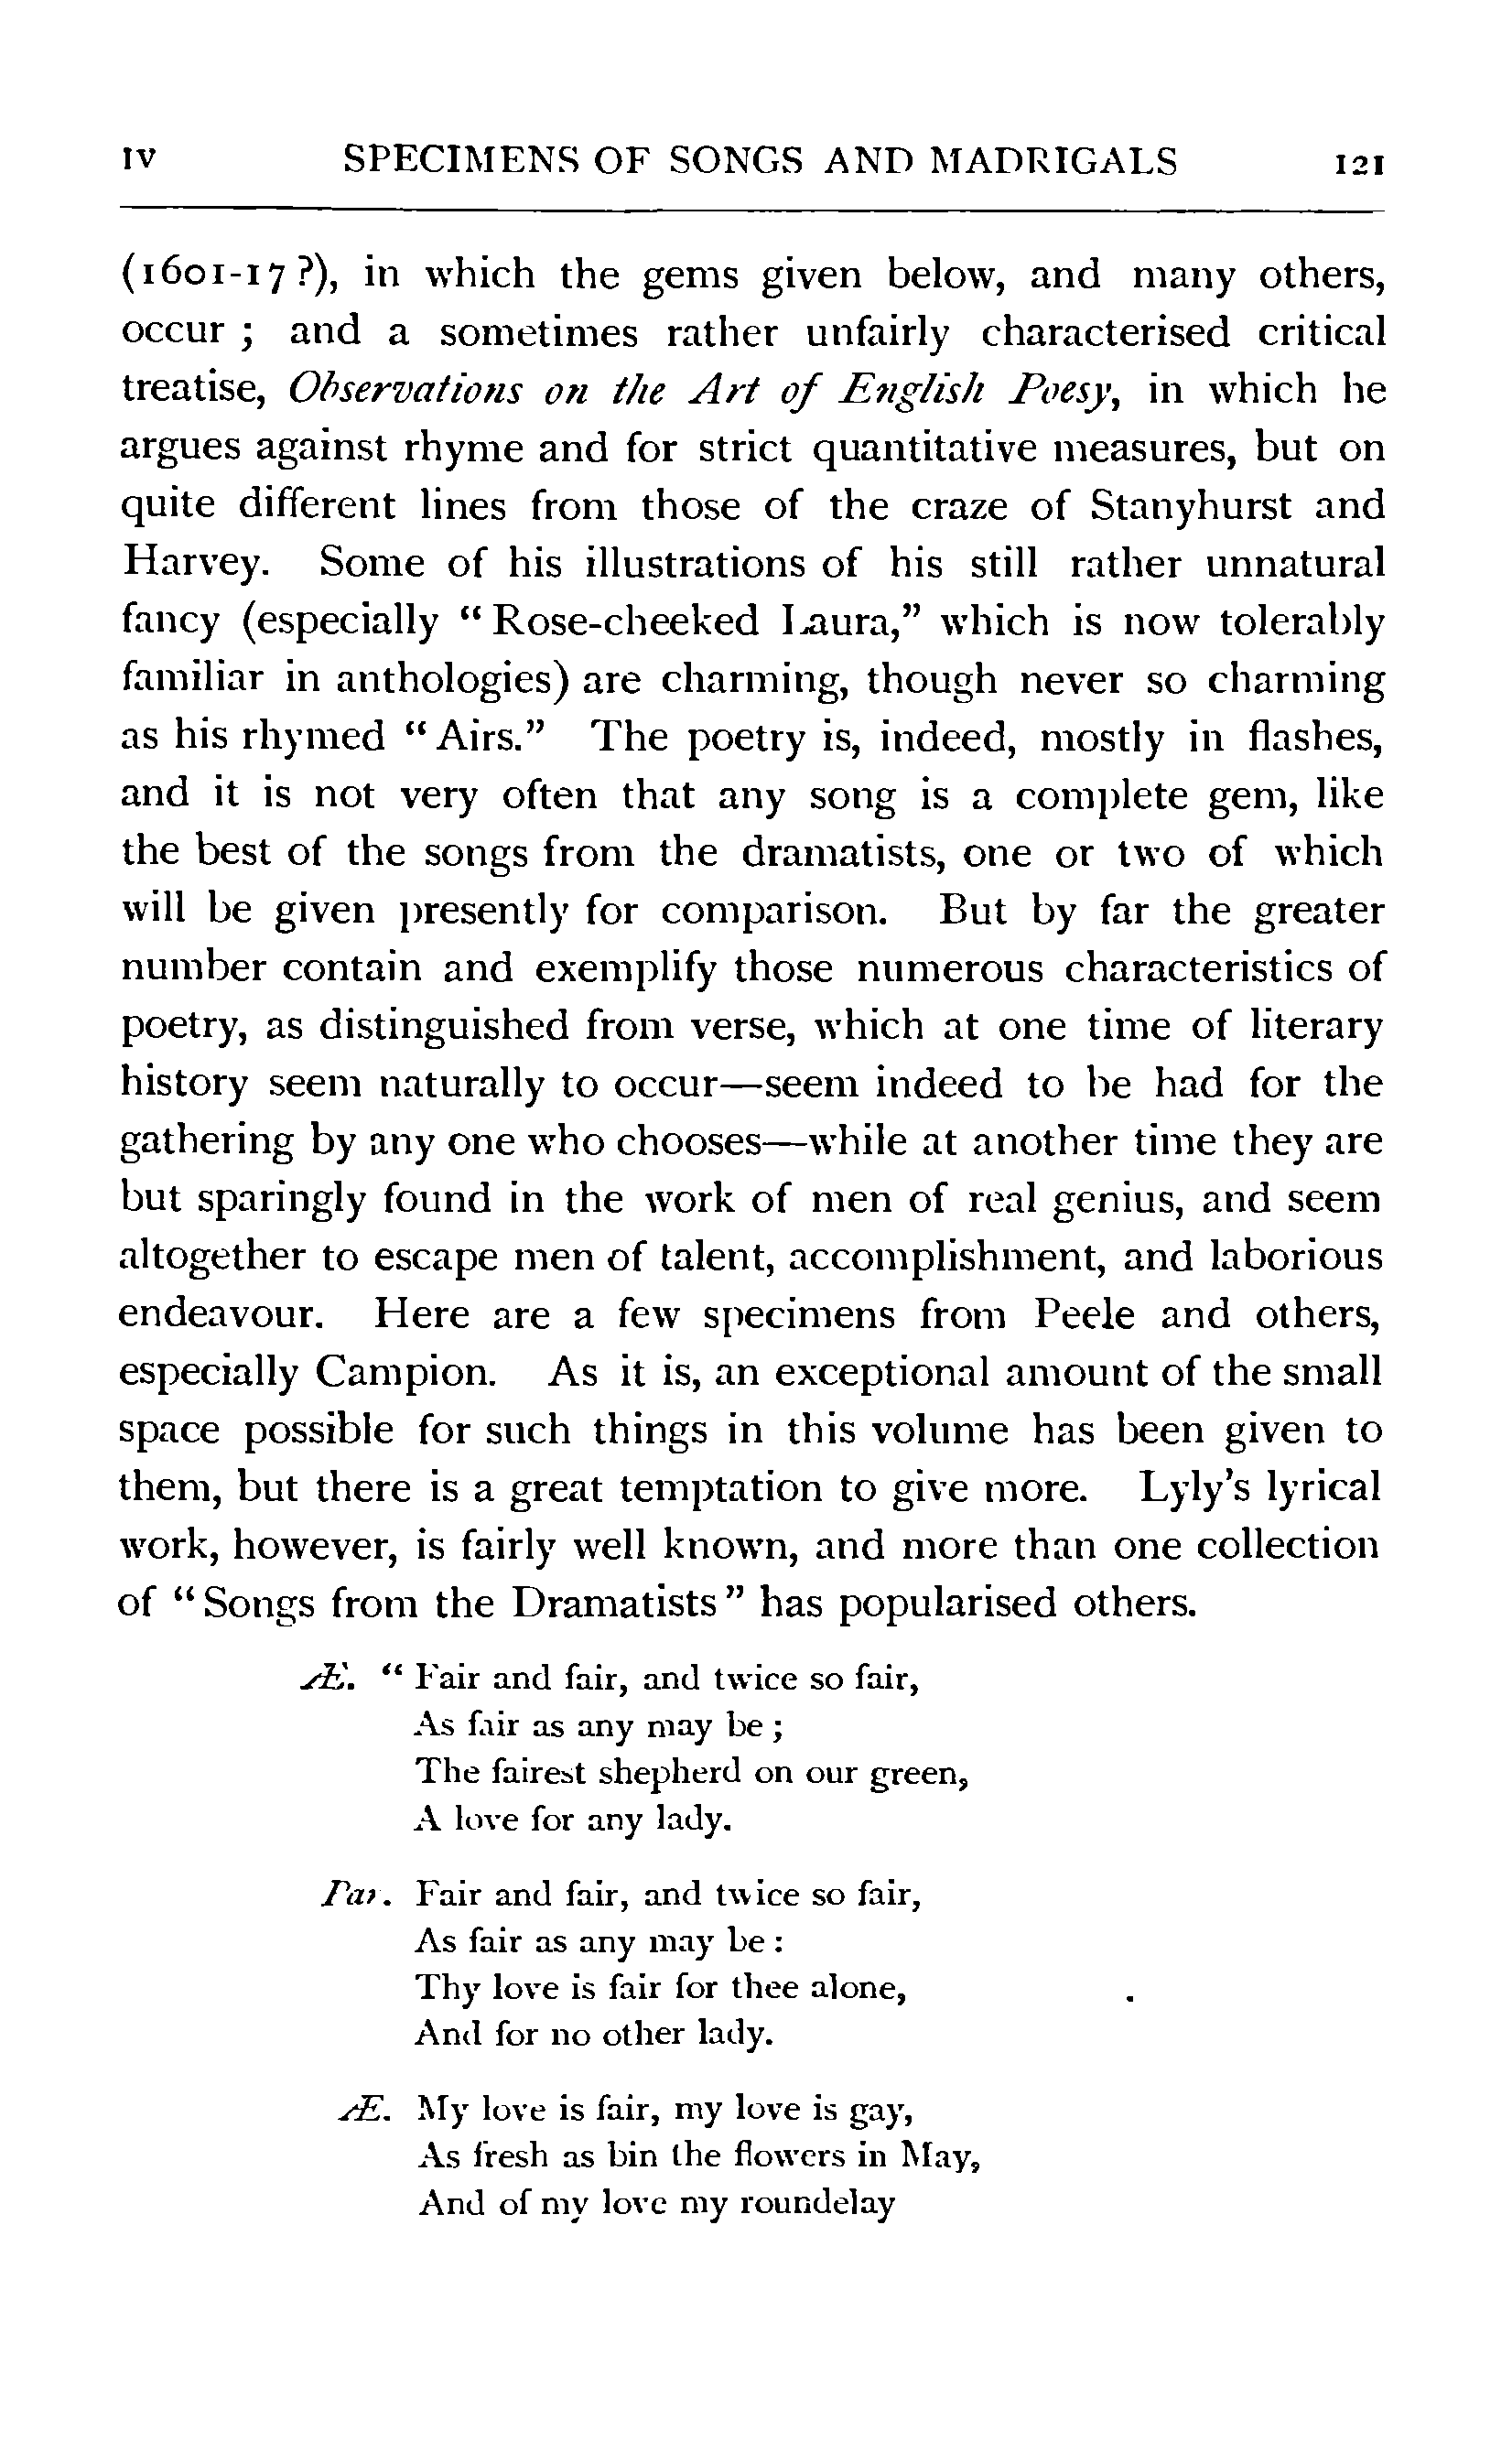 IV SPECIMENS OF SONGS AND MADRIGALS 121
(1601-17?), in which the gems given below, and many others,
occur ; and a sometimes rather unfairly characterised critical
treatise, Observations on the Art of English Poesy, in which he
argues against rhyme and for strict quantitative measures, but on
quite different lines from those of the craze of Stanyhurst and
Harvey. Some of his illustrations of his still rather unnatural
fancy (especially “Rose-cheeked Laura,” which is now tolerably
familiar in anthologies) are charming, though never so charming
as his rhymed “Airs.” The poetry is, indeed, mostly in flashes,
and it is not very often that any song is a complete gem, like
the best of the songs from the dramatists, one or two of which
will be given presently for comparison. But by far the greater
number contain and exemplify those numerous characteristics of
poetry, as distinguished from verse, which at one time of literary
history seem naturally to occur—seem indeed to be had for the
gathering by any one who chooses—while at another time they are
but sparingly found in the work of men of real genius, and seem
altogether to escape men of talent, accomplishment, and laborious
endeavour. Here are a few specimens from Peele and others,
especially Campion. As it is, an exceptional amount of the small
space possible for such things in this volume has been given to
them, but there is a great temptation to give more. Lyly’s lyrical
work, however, is fairly well known, and more than one collection
of “Songs from the Dramatists” has popularised others.
Æ. “Fair and fair, and twice so fair,
As fair as any may be ;
The fairest shepherd on our green,
A love for any lady.
Par. Fair and fair, and twice so fair,
As fair as any may be :
Thy love is fair for thee alone,
And for no other lady.
Æ. My love is fair, my love is gay,
As fresh as bin the flowers in May,
And of my love my roundelay